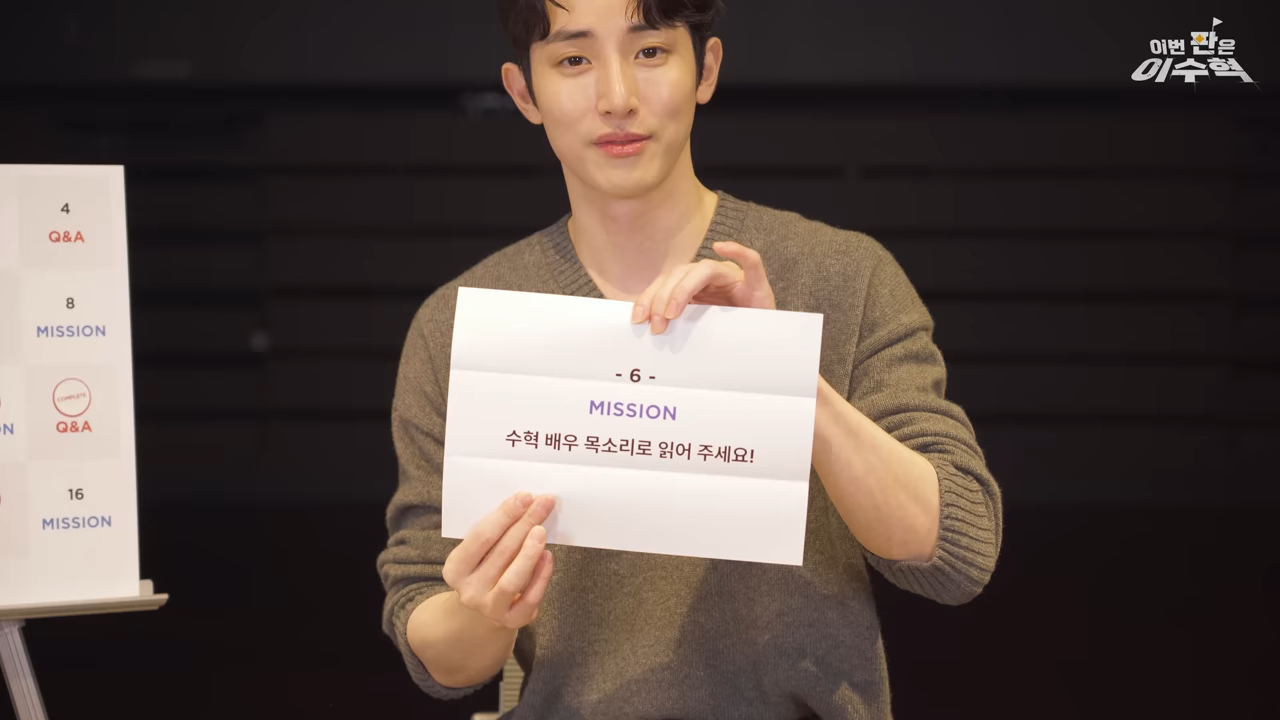 이번 판은
이수혁
4
Q&A
8
MISSION
COMPLETE
Q&A
ON
16
MISSION
- 6 -
MISSION
수혁 배우 목소리로 읽어 주세요!